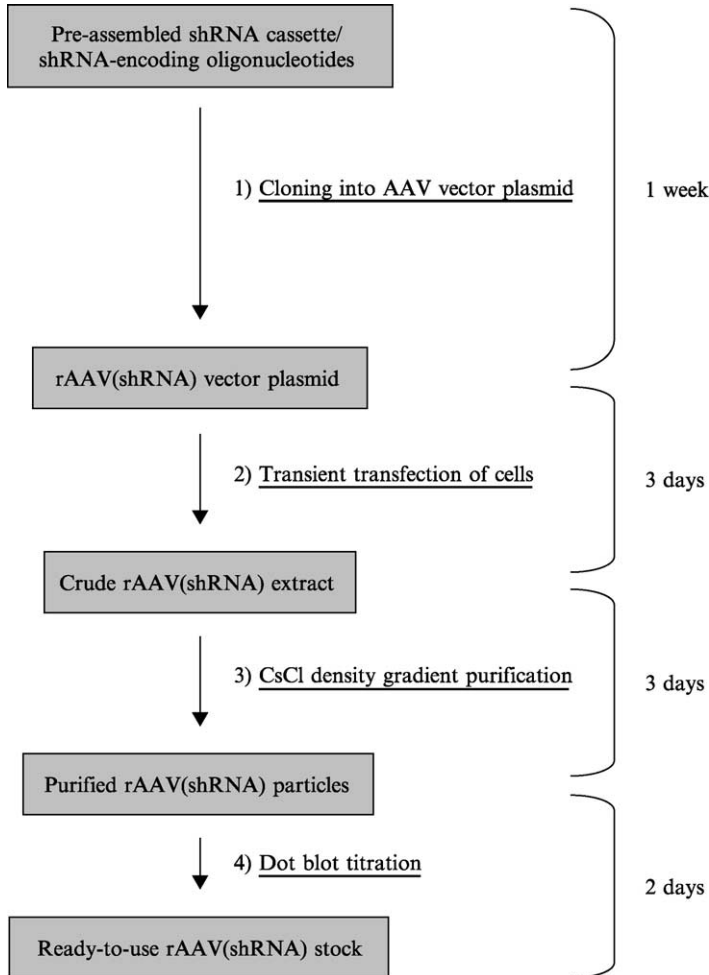 Pre-assembled shRNA cassette/
shRNA-encoding oligonucleotides
1) Cloning into AAV vector plasmid
1 week
rAAV(shRNA) vector plasmid
2) Transient transfection of cells
3 days
Crude rAAV(shRNA) extract
3) CsCl density gradient purification
3 days
Purified rAAV(shRNA) particles
4) Dot blot titration
2 days
Ready-to-use rAAV(shRNA) stock